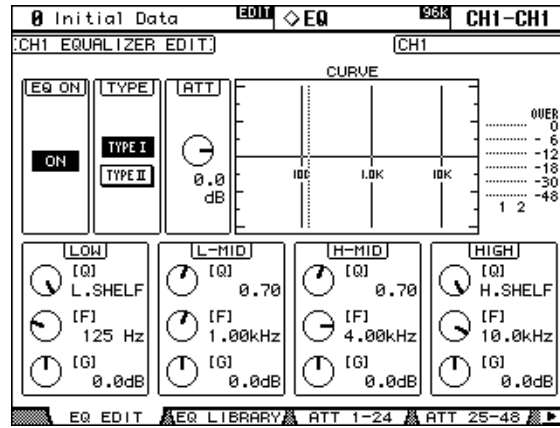 0 Initial Data EDIT ◇EQ 96K CH1-CH1
CH1 EQUALIZER EDIT CH1
EQ ON TYPE ATT CURVE
ON
TYPE I
TYPE II
0.0
dB
100 1.0K 10K
OVER
0
-6
-12
-18
-30
-48
1 2
LOW L-MID H-MID HIGH
[Q] [Q] [Q] [Q]
L.SHELF 0.70 0.70 H.SHELF
[F] [F] [F] [F]
125 Hz 1.00kHz 4.00kHz 10.0kHz
[G] [G] [G] [G]
0.0dB 0.0dB 0.0dB 0.0dB
EQ EDIT EQ LIBRARY ATT 1-24 ATT 25-48